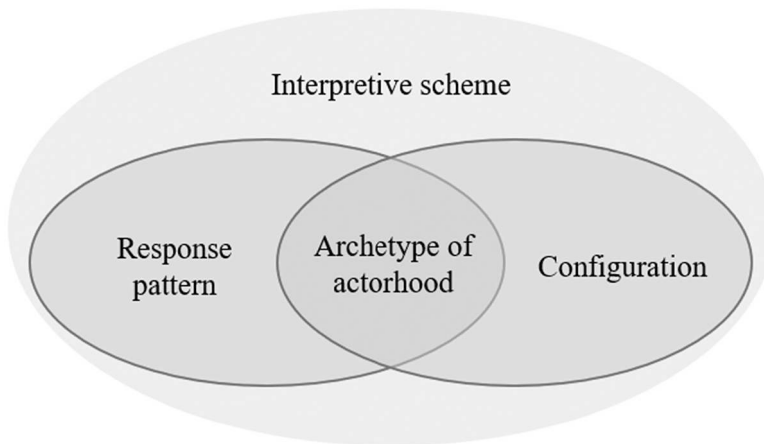 Interpretive scheme
Response
pattern
Archetype of
actorhood
Configuration